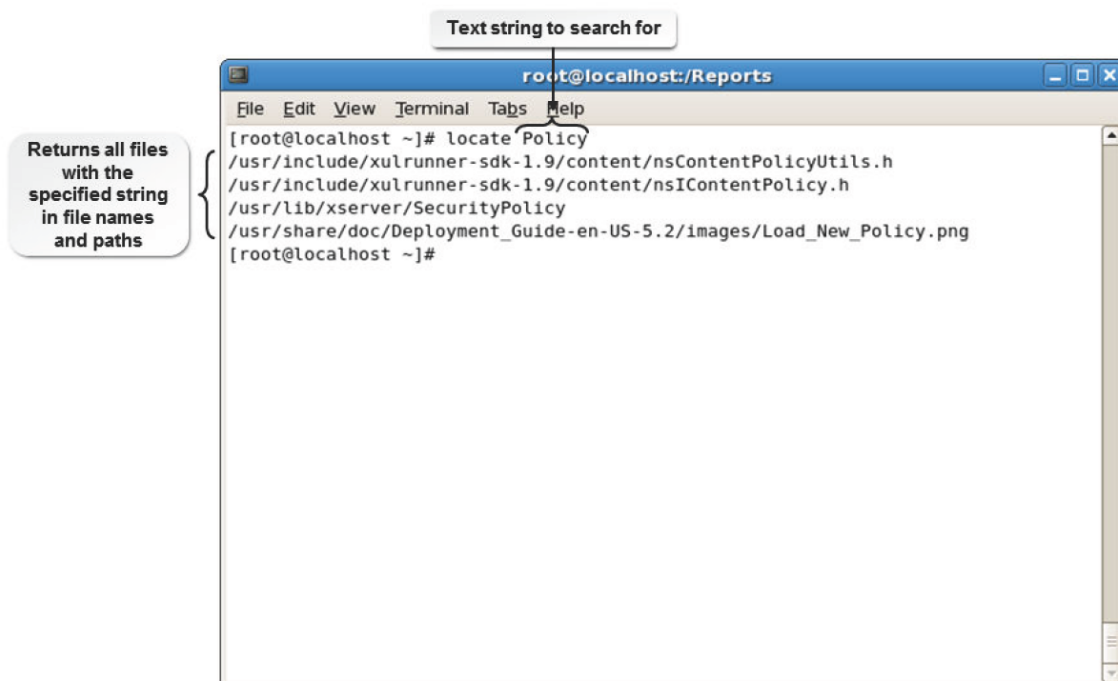 Text string to search for
root@localhost:/Reports
File Edit View Terminal Tabs Help
[root@localhost ~]# locate Policy
/usr/include/xulrunner-sdk-1.9/content/nsContentPolicyUtils.h
/usr/include/xulrunner-sdk-1.9/content/nsIContentPolicy.h
/usr/lib/xserver/SecurityPolicy
/usr/share/doc/Deployment_Guide-en-US-5.2/images/Load_New_Policy.png
[root@localhost ~]#
Returns all files
with the
specified string
in file names
and paths